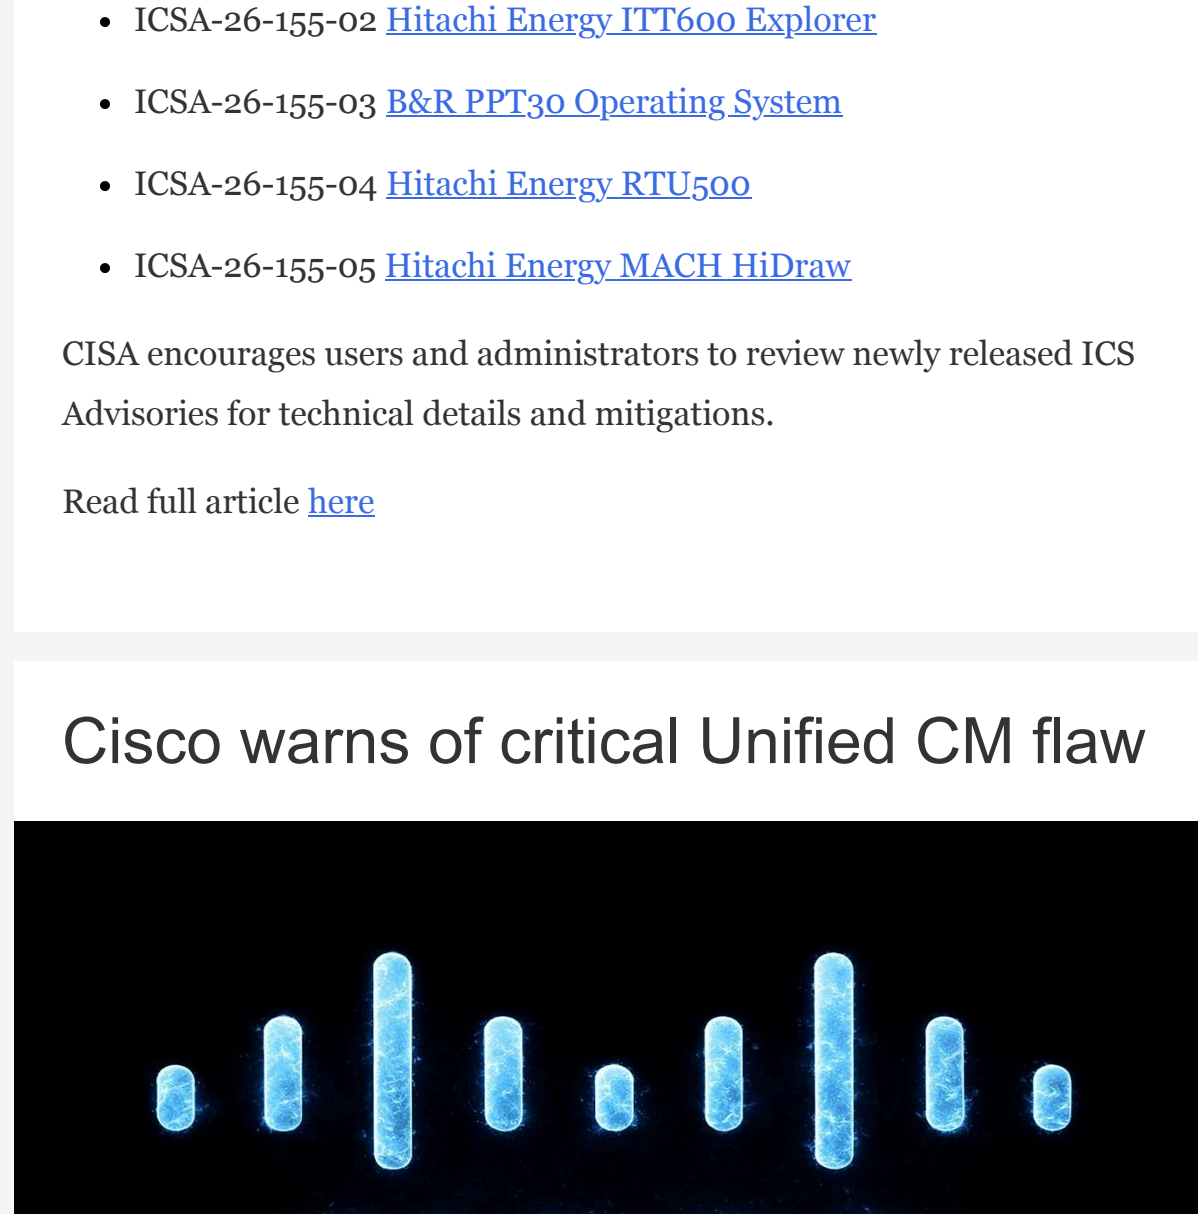 ICSA-26-155-02 Hitachi Energy ITT600 Explorer
ICSA-26-155-03 B&R PPT30 Operating System
ICSA-26-155-04 Hitachi Energy RTU500
ICSA-26-155-05 Hitachi Energy MACH HiDraw
CISA encourages users and administrators to review newly released ICS
Advisories for technical details and mitigations.
Read full article here
Cisco warns of critical Unified CM flaw